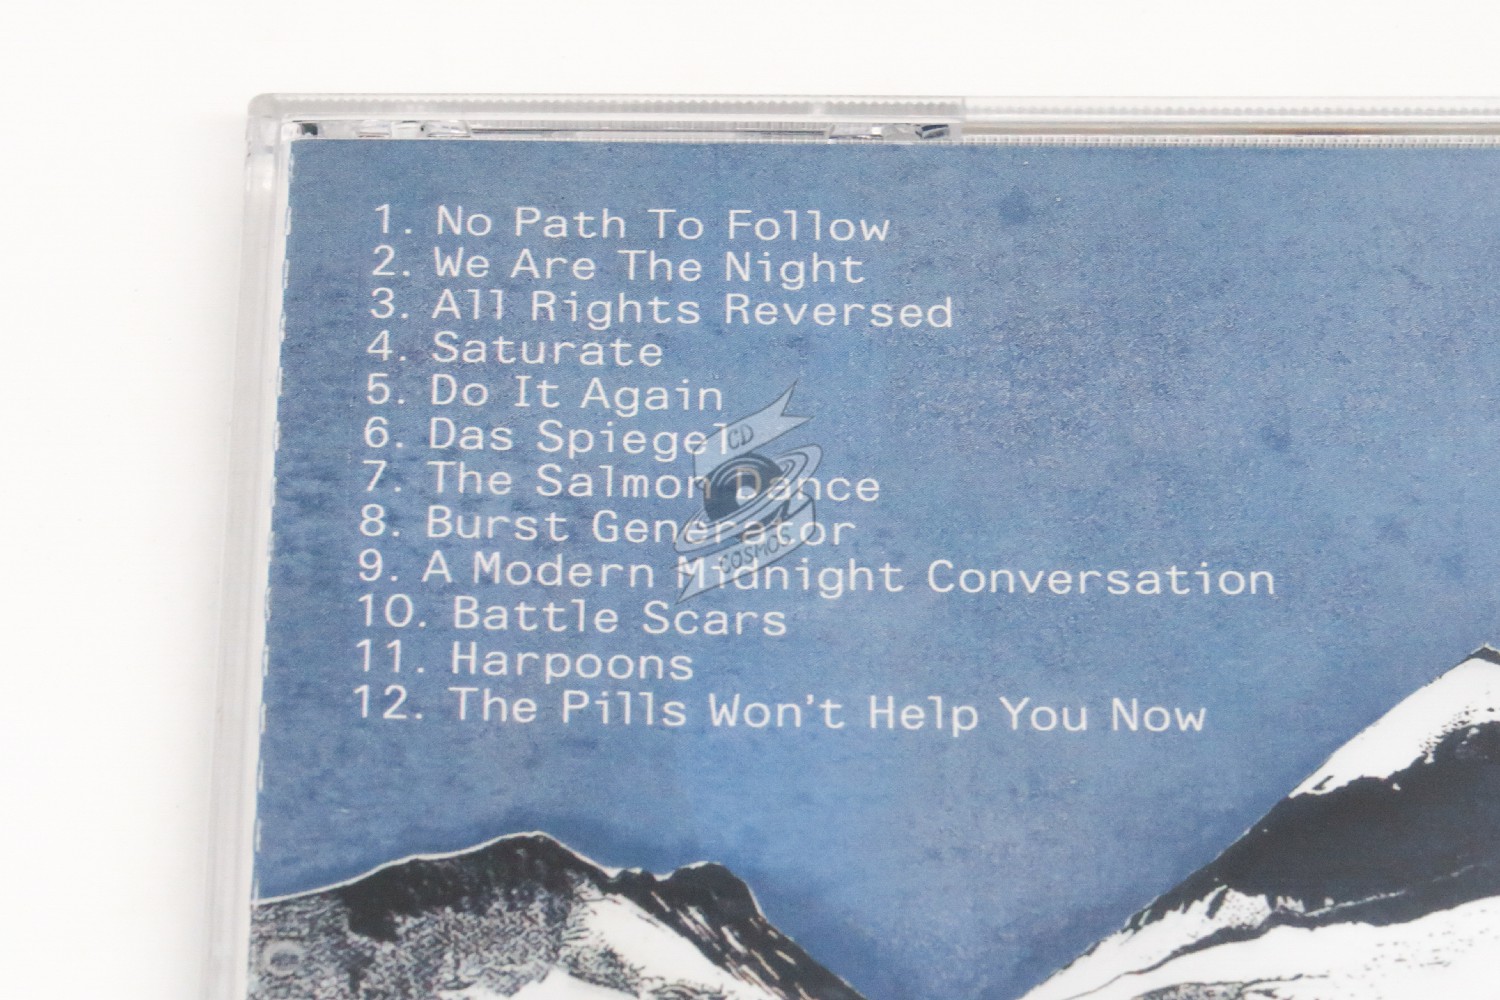 1. No Path To Follow
2. We Are The Night
3. All Rights Reversed
4. Saturate
5. Do It Again
6. Das Spiegel
7. The Salmon Dance
8. Burst Generator
9. A Modern Midnight Conversation
10. Battle Scars
11. Harpoons
12. The Pills Won't Help You Now
CD
COSMOS